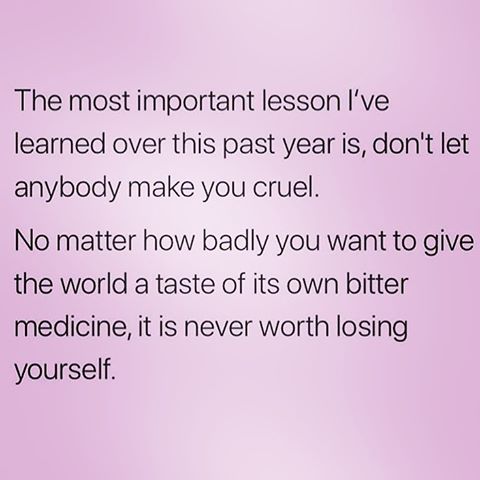 The most important lesson I’ve
learned over this past year is, don't let
anybody make you cruel.
No matter how badly you want to give
the world a taste of its own bitter
medicine, it is never worth losing
yourself.